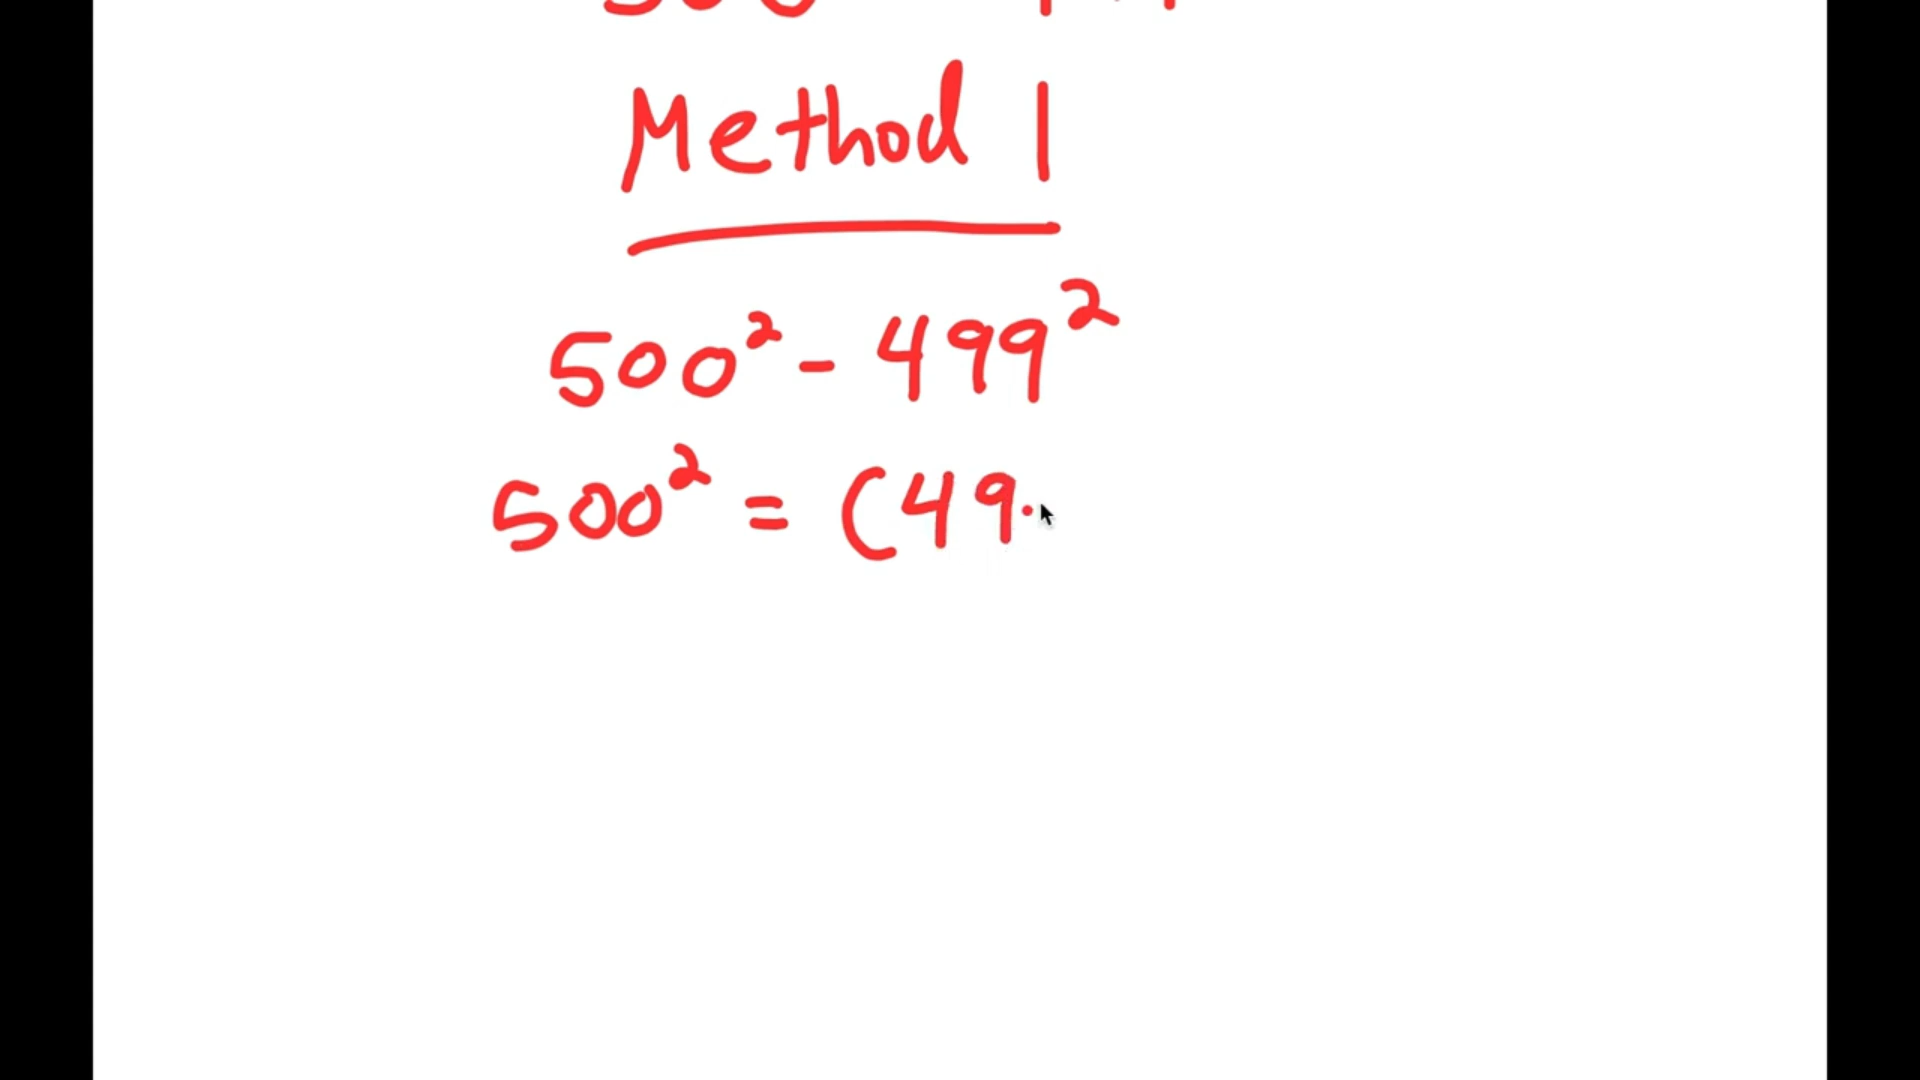 Method 1
500² - 499²
500² = (49